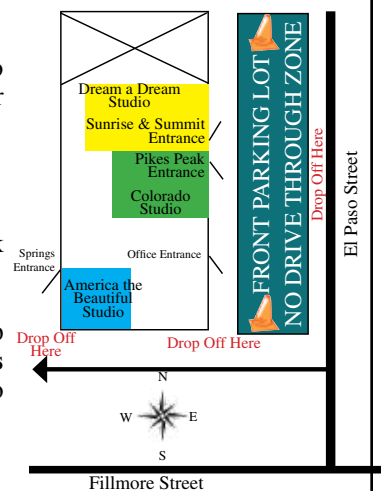 Dream a Dream
Studio
Sunrise & Summit
Entrance
Pikes Peak
Entrance
Colorado
Studio
Springs
Entrance
Office Entrance
America the
Beautiful
Studio
FRONT PARKING LOT
NO DRIVE THROUGH ZONE
Drop Off Here
El Paso Street
Drop Off
Here
Drop Off Here
N
W
E
S
Fillmore Street